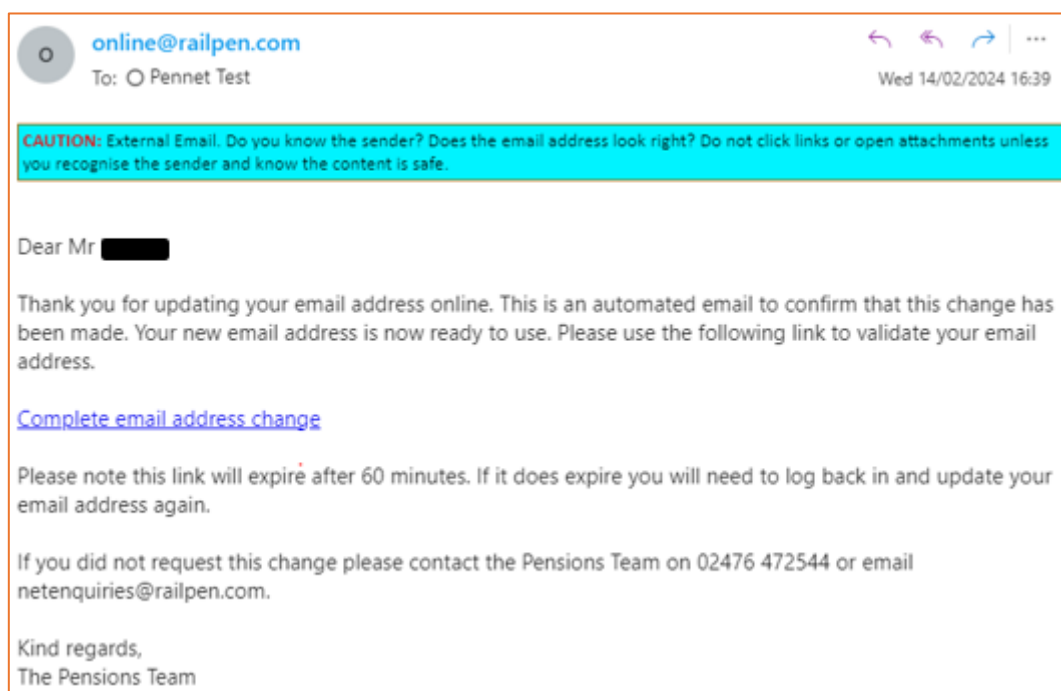 O
online@railpen.com
To: Pennet Test
Wed 14/02/2024 16:39
CAUTION: External Email. Do you know the sender? Does the email address look right? Do not click links or open attachments unless
you recognise the sender and know the content is safe.
Dear Mr
Thank you for updating your email address online. This is an automated email to confirm that this change has
been made. Your new email address is now ready to use. Please use the following link to validate your email
address.
Complete email address change
Please note this link will expire after 60 minutes. If it does expire you will need to log back in and update your
email address again.
If you did not request this change please contact the Pensions Team on 02476 472544 or email
netenquiries@railpen.com.
Kind regards,
The Pensions Team